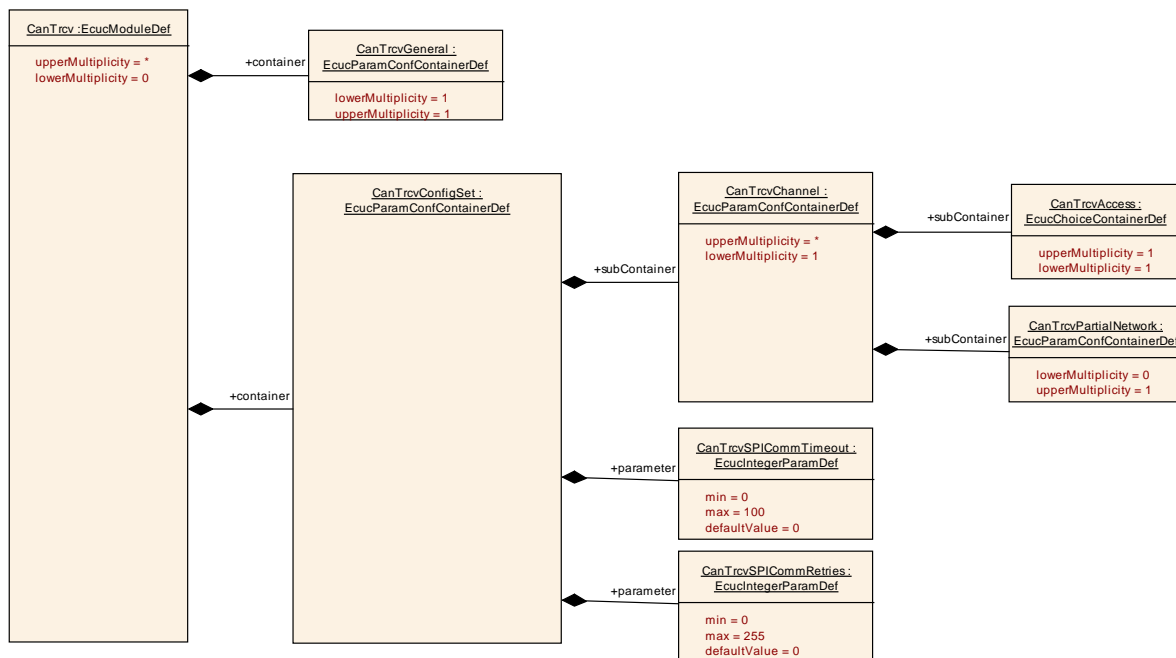 CanTrcv :EcucModuleDef
upperMultiplicity = *
lowerMultiplicity = 0
+container
CanTrcvGeneral :
EcucParamConfContainerDef
lowerMultiplicity = 1
upperMultiplicity = 1
+container
CanTrcvConfigSet :
EcucParamConfContainerDef
+subContainer
CanTrcvChannel :
EcucParamConfContainerDef
upperMultiplicity = *
lowerMultiplicity = 1
+subContainer
CanTrcvAccess :
EcucChoiceContainerDef
upperMultiplicity = 1
lowerMultiplicity = 1
+subContainer
CanTrcvPartialNetwork :
EcucParamConfContainerDef
lowerMultiplicity = 0
upperMultiplicity = 1
+parameter
CanTrcvSPICommTimeout :
EcucIntegerParamDef
min = 0
max = 100
defaultValue = 0
+parameter
CanTrcvSPICommRetries :
EcucIntegerParamDef
min = 0
max = 255
defaultValue = 0